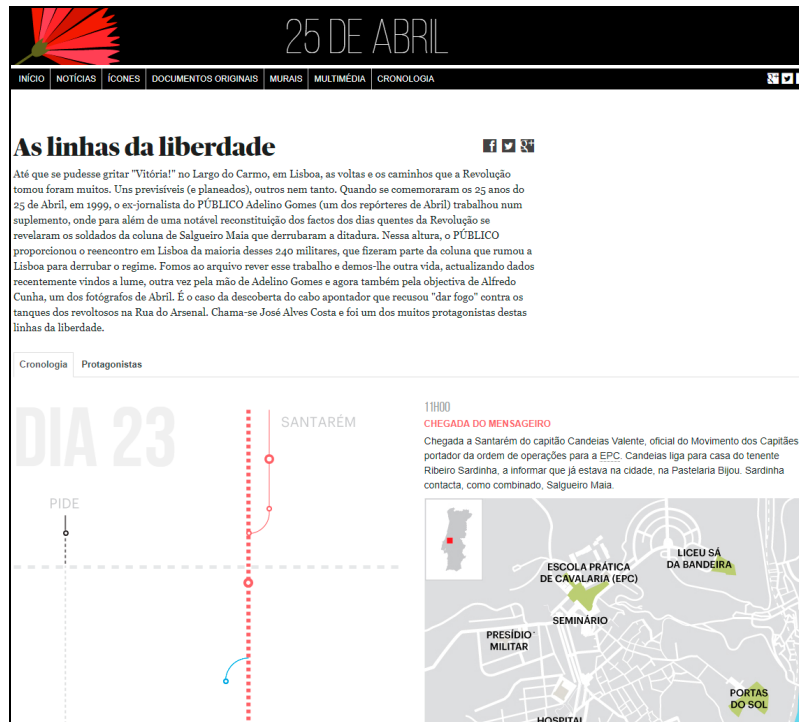 25 DE ABRIL
INÍCIO NOTÍCIAS ÍCONES DOCUMENTOS ORIGINAIS MURAIS MULTIMÉDIA CRONOLOGIA
As linhas da liberdade
Até que se pudesse gritar "Vitória!" no Largo do Carmo, em Lisboa, as voltas e os caminhos que a Revolução
tomou foram muitos. Uns previsíveis (e planeados), outros nem tanto. Quando se comemoraram os 25 anos do
25 de Abril, em 1999, o ex-jornalista do PÚBLICO Adelino Gomes (um dos repórteres de Abril) trabalhou num
suplemento, onde para além de uma notável reconstituição dos factos dos dias quentes da Revolução se
revelaram os soldados da coluna de Salgueiro Maia que derrubaram a ditadura. Nessa altura, o PÚBLICO
proporcionou o reencontro em Lisboa da maioria desses 240 militares, que fizeram parte da coluna que rumou a
Lisboa para derrubar o regime. Fomos ao arquivo rever esse trabalho e demos-lhe outra vida, actualizando dados
recentemente vindos a lume, outra vez pela mão de Adelino Gomes e agora também pela objectiva de Alfredo
Cunha, um dos fotógrafos de Abril. É o caso da descoberta do cabo apontador que recusou "dar fogo" contra os
tanques dos revoltosos na Rua do Arsenal. Chama-se José Alves Costa e foi um dos muitos protagonistas destas
linhas da liberdade.
Cronologia Protagonistas
DIA 23
SANTARÉM
PIDE
11H00
CHEGADA DO MENSAGEIRO
Chegada a Santarém do capitão Candeias Valente, oficial do Movimento dos Capitães
portador da ordem de operações para a EPC. Candeias liga para casa do tenente
Ribeiro Sardinha, a informar que já estava na cidade, na Pastelaria Bijou. Sardinha
contacta, como combinado, Salgueiro Maia.
ESCOLA PRÁTICA
DE CAVALARIA (EPC)
LICEU SÁ
DA BANDEIRA
SEMINÁRIO
PRESÍDIO
MILITAR
PORTAS
DO SOL
HOSPITAL